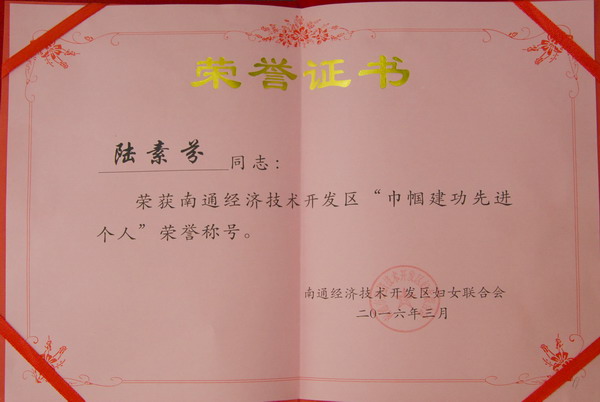 荣誉证书
陆素芬 同志：
荣获南通经济技术开发区“巾帼建功先进
个人”荣誉称号。
南通经济技术开发区妇女联合会
二〇一六年三月